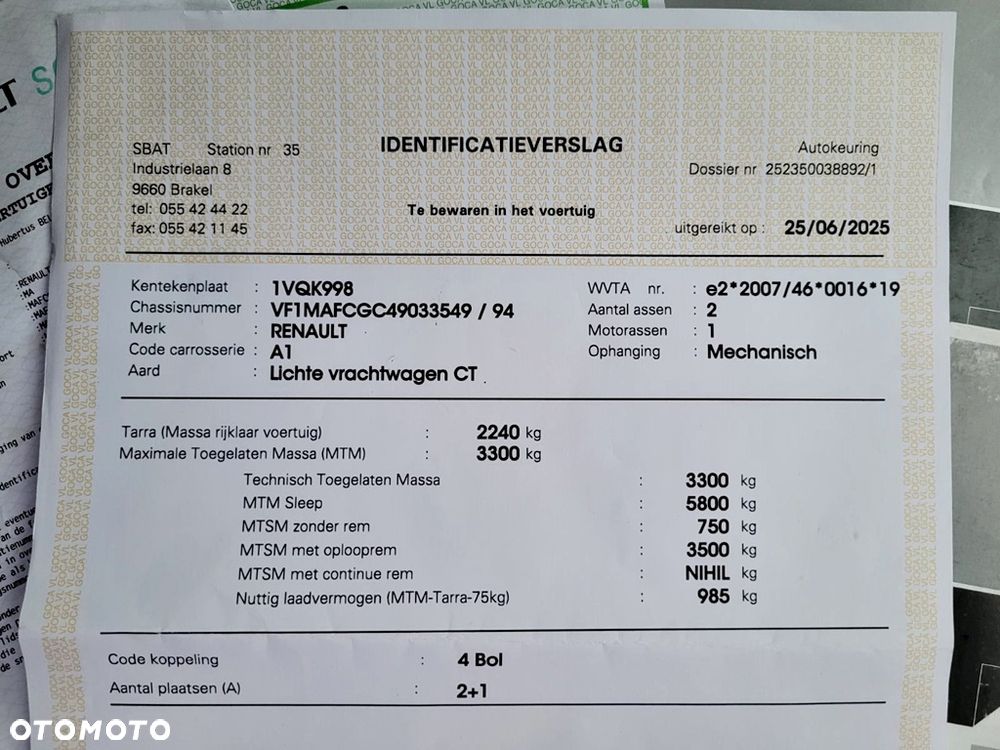 IDENTIFICATIEVERSLAG
SBAT Station nr 35
Industrielaan 8
9660 Brakel
tel: 055 42 44 22
fax: 055 42 11 45
Te bewaren in het voertuig
Autokeuring
Dossier nr 252350038892/1
uitgereikt op : 25/06/2025
Kentekenplaat : 1VQK998
Chassisnummer : VF1MAFCGC49033549 / 94
Merk : RENAULT
Code carrosserie : A1
Aard : Lichte vrachtwagen CT
WVTA nr. : e2*2007/46*0016*19
Aantal assen : 2
Motorassen : 1
Ophanging : Mechanisch
Tarra (Massa rijklaar voertuig) : 2240 kg
Maximale Toegelaten Massa (MTM) : 3300 kg
Technisch Toegelaten Massa : 3300 kg
MTM Sleep : 5800 kg
MTSM zonder rem : 750 kg
MTSM met oplooprem : 3500 kg
MTSM met continue rem : NIHIL kg
Nuttig laadvermogen (MTM-Tarra-75kg) : 985 kg
Code koppeling : 4 Bol
Aantal plaatsen (A) : 2+1
OTOMOTO